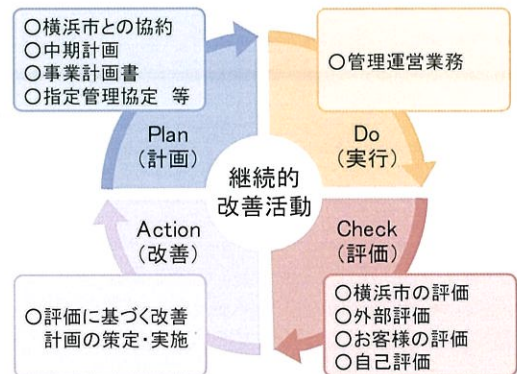 ○横浜市との協約
○中期計画
○事業計画書
○指定管理協定 等
Plan
(計画)
○管理運営業務
Do
(実行)
継続的
改善活動
Action
(改善)
○評価に基づく改善
計画の策定・実施
Check
(評価)
○横浜市の評価
○外部評価
○お客様の評価
○自己評価